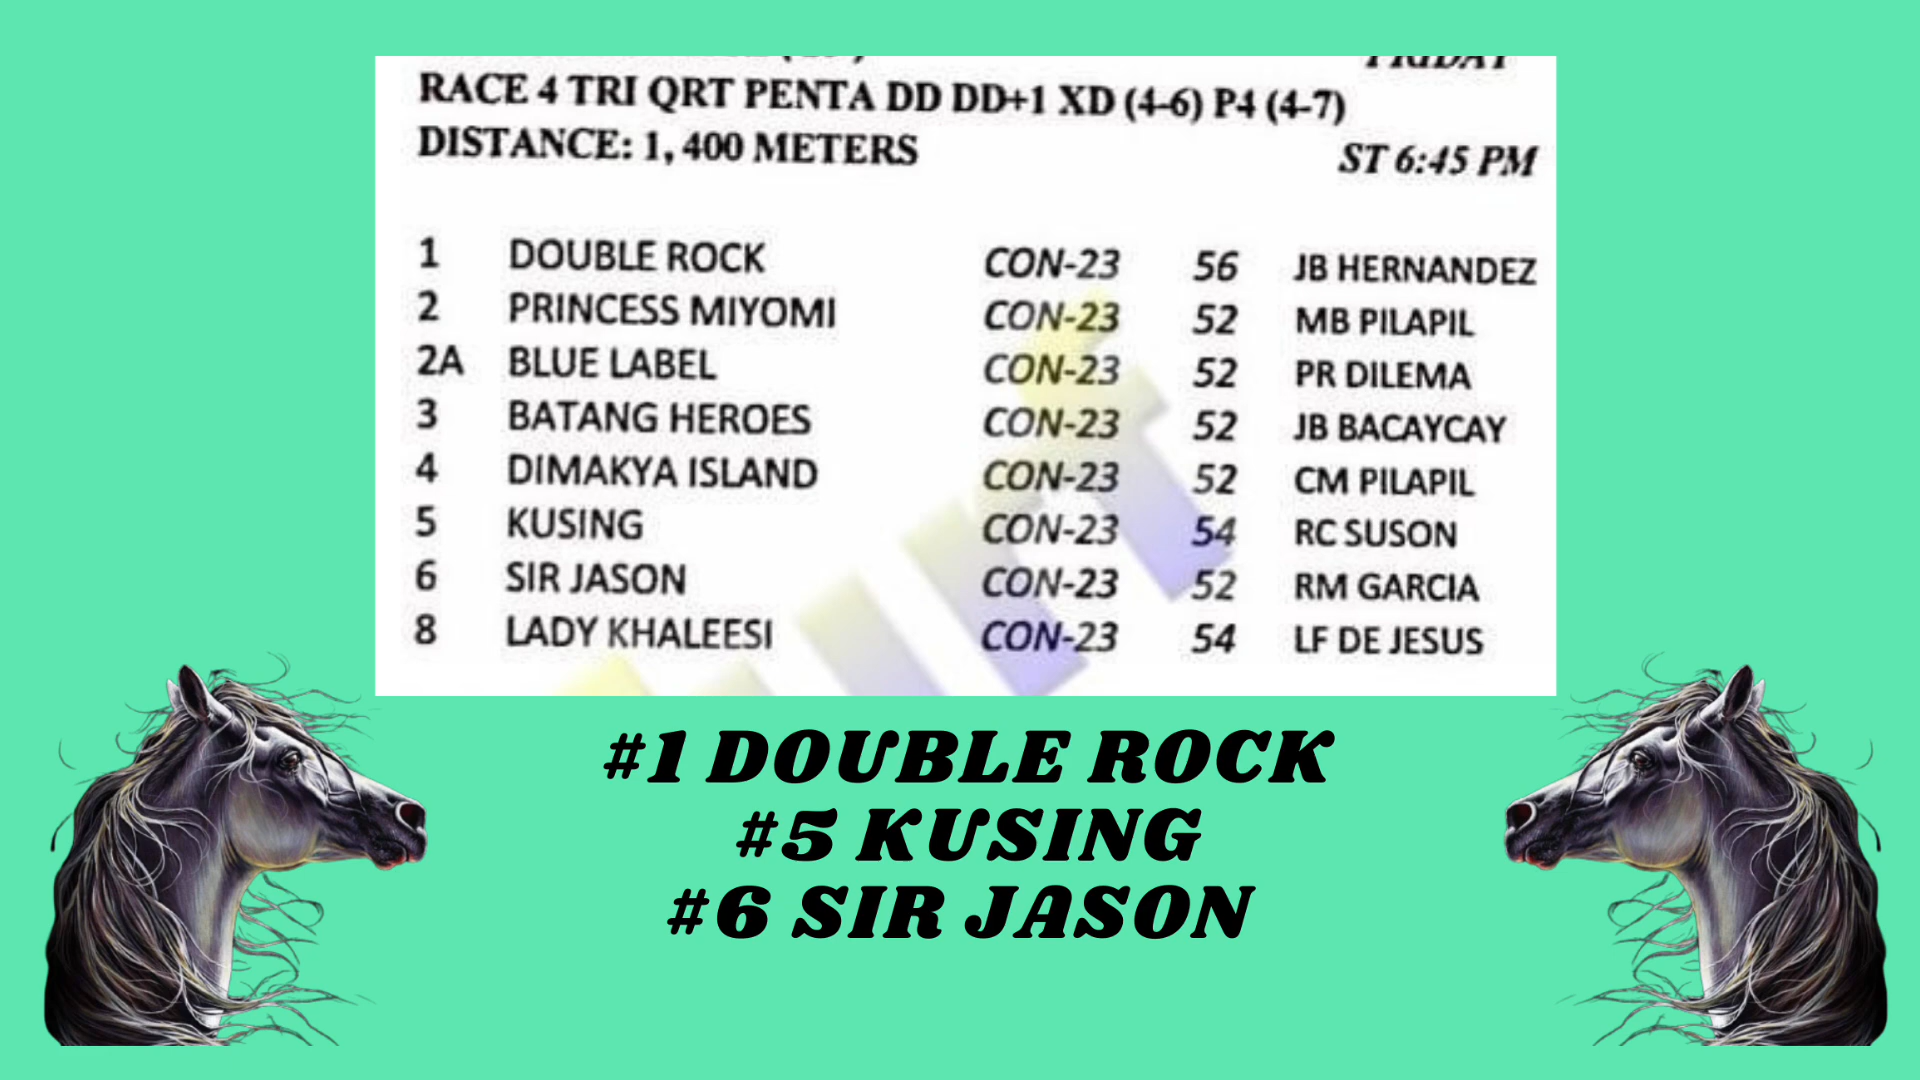 FRIDAY
RACE 4 TRI QRT PENTA DD DD+1 XD (4-6) P4 (4-7)
DISTANCE: 1, 400 METERS ST 6:45 PM
1 DOUBLE ROCK CON-23 56 JB HERNANDEZ
2 PRINCESS MIYOMI CON-23 52 MB PILAPIL
2A BLUE LABEL CON-23 52 PR DILEMA
3 BATANG HEROES CON-23 52 JB BACAYCAY
4 DIMAKYA ISLAND CON-23 52 CM PILAPIL
5 KUSING CON-23 54 RC SUSON
6 SIR JASON CON-23 52 RM GARCIA
8 LADY KHALEESI CON-23 54 LF DE JESUS
#1 DOUBLE ROCK
#5 KUSING
#6 SIR JASON